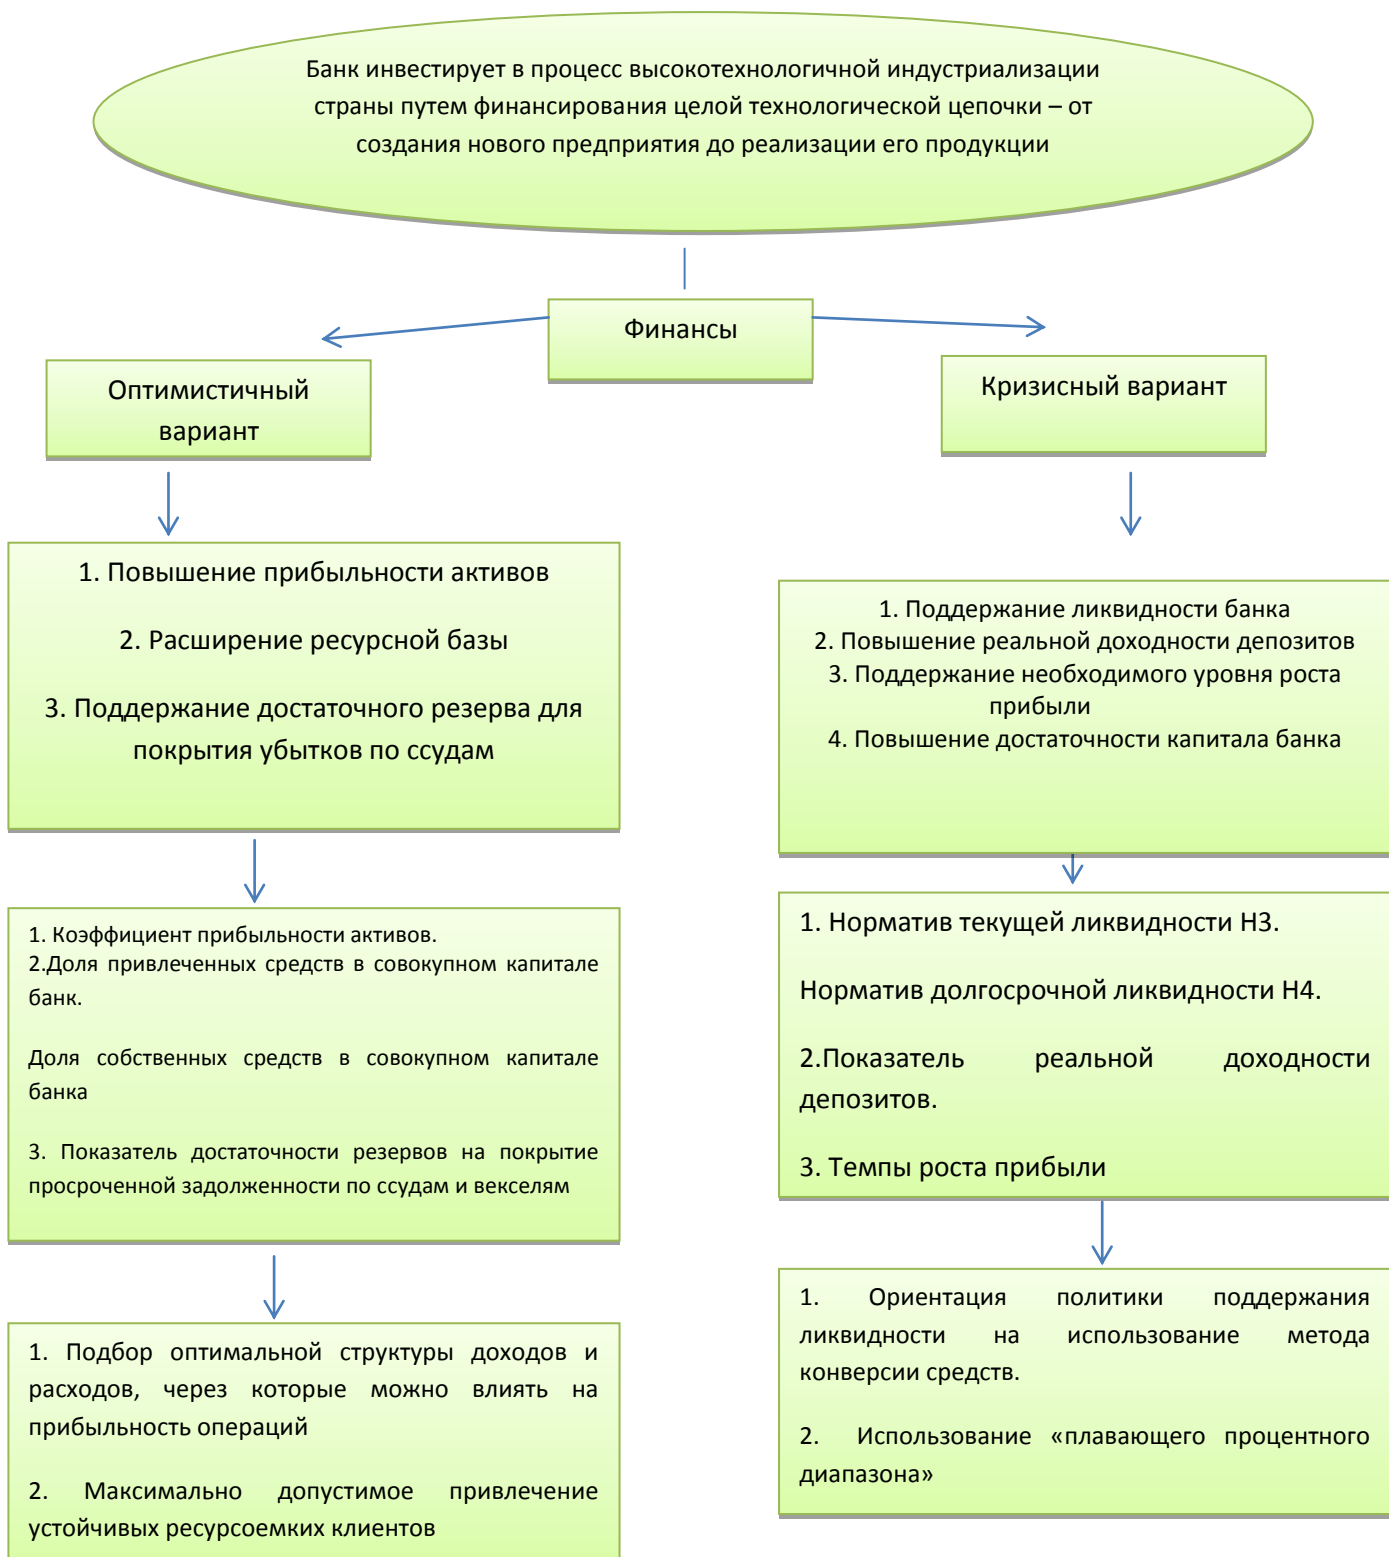 Банк инвестирует в процесс высокотехнологичной индустриализации
страны путем финансирования целой технологической цепочки – от
создания нового предприятия до реализации его продукции
Финансы
Оптимистичный
вариант
Кризисный вариант
1. Повышение прибыльности активов
2. Расширение ресурсной базы
3. Поддержание достаточного резерва для
покрытия убытков по ссудам
1. Поддержание ликвидности банка
2. Повышение реальной доходности депозитов
3. Поддержание необходимого уровня роста
прибыли
4. Повышение достаточности капитала банка
1. Коэффициент прибыльности активов.
2.Доля привлеченных средств в совокупном капитале
банк.
Доля собственных средств в совокупном капитале
банка
3. Показатель достаточности резервов на покрытие
просроченной задолженности по ссудам и векселям
1. Норматив текущей ликвидности Н3.
Норматив долгосрочной ликвидности Н4.
2.Показатель реальной доходности
депозитов.
3. Темпы роста прибыли
1. Подбор оптимальной структуры доходов и
расходов, через которые можно влиять на
прибыльность операций
2. Максимально допустимое привлечение
устойчивых ресурсоемких клиентов
1. Ориентация политики поддержания
ликвидности на использование метода
конверсии средств.
2. Использование «плавающего процентного
диапазона»